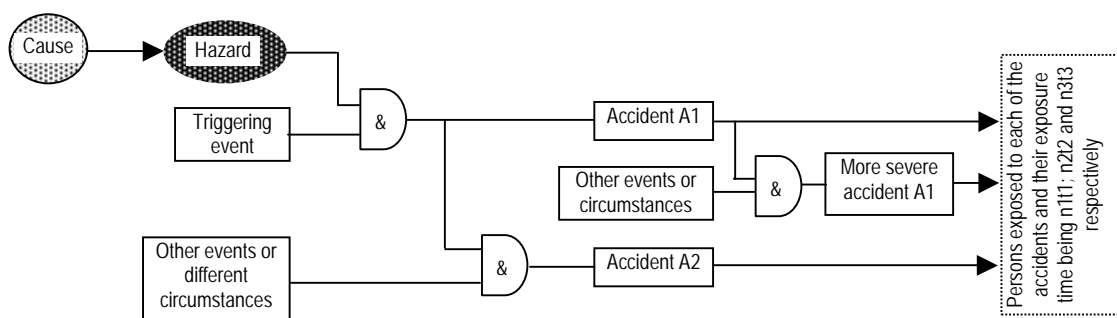 Cause
Hazard
Triggering
event
&
Accident A1
Other events or
circumstances
&
More severe
accident A1
Other events or
different
circumstances
&
Accident A2
Persons exposed to each of the
accidents and their exposure
time being n1t1; n2t2 and n3t3
respectively